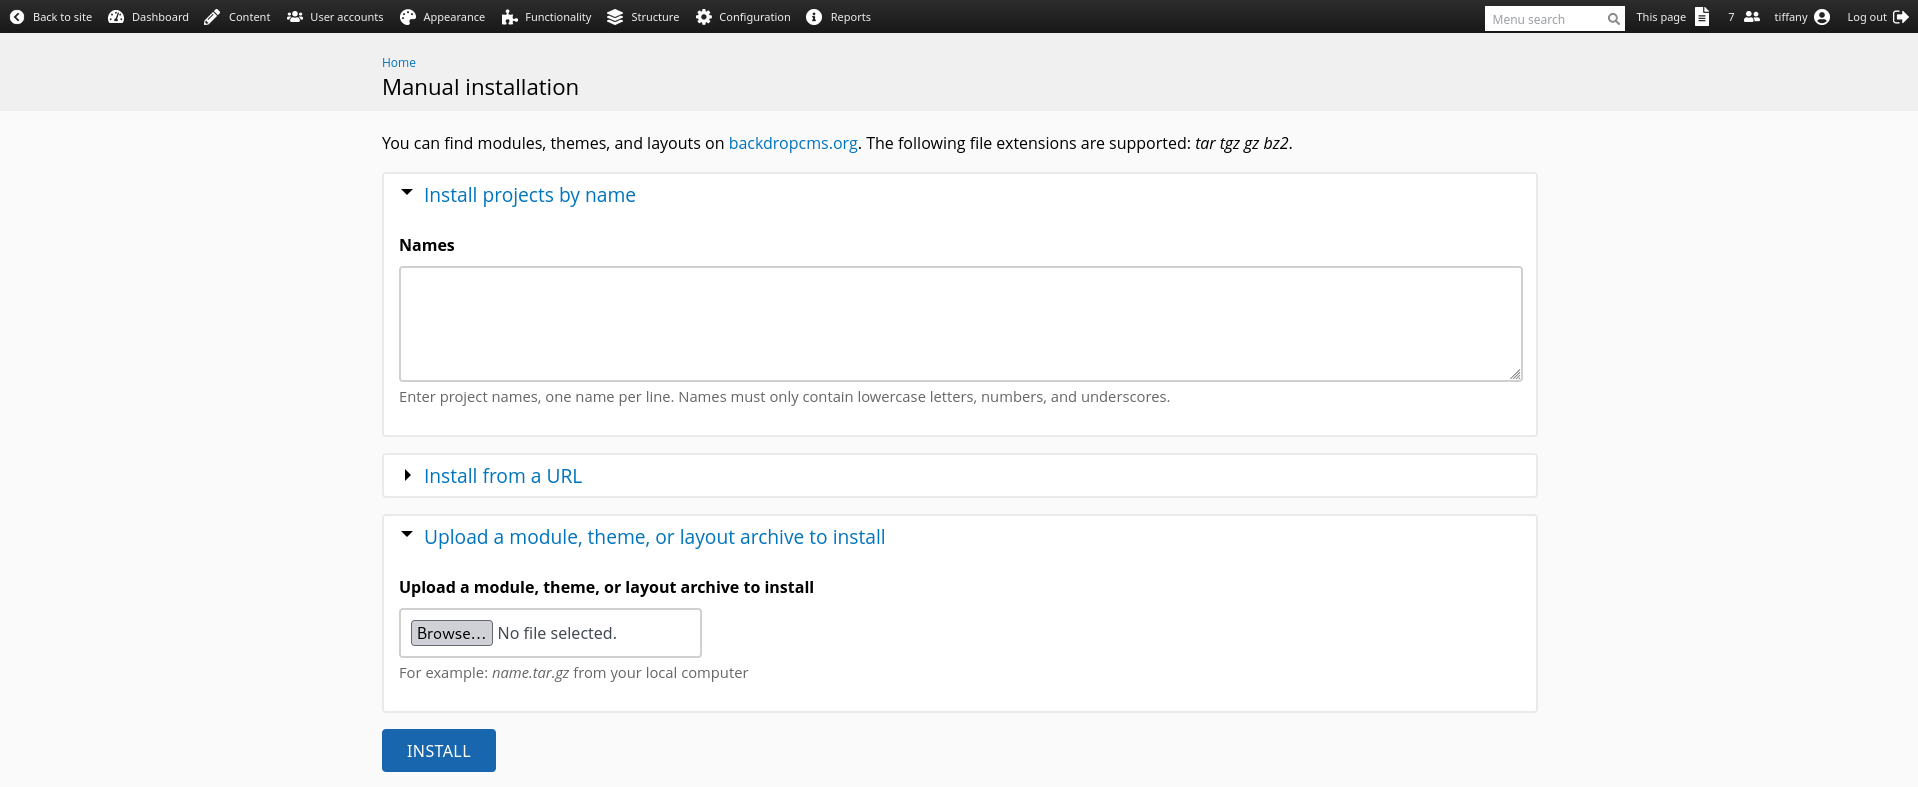 Back to site Dashboard Content User accounts Appearance Functionality Structure Configuration Reports Menu search This page 7 tiffany Log out
Home
Manual installation
You can find modules, themes, and layouts on backdropcms.org. The following file extensions are supported: tar tgz gz bz2.
Install projects by name
Names
Enter project names, one name per line. Names must only contain lowercase letters, numbers, and underscores.
Install from a URL
Upload a module, theme, or layout archive to install
Upload a module, theme, or layout archive to install
Browse... No file selected.
For example: name.tar.gz from your local computer
INSTALL